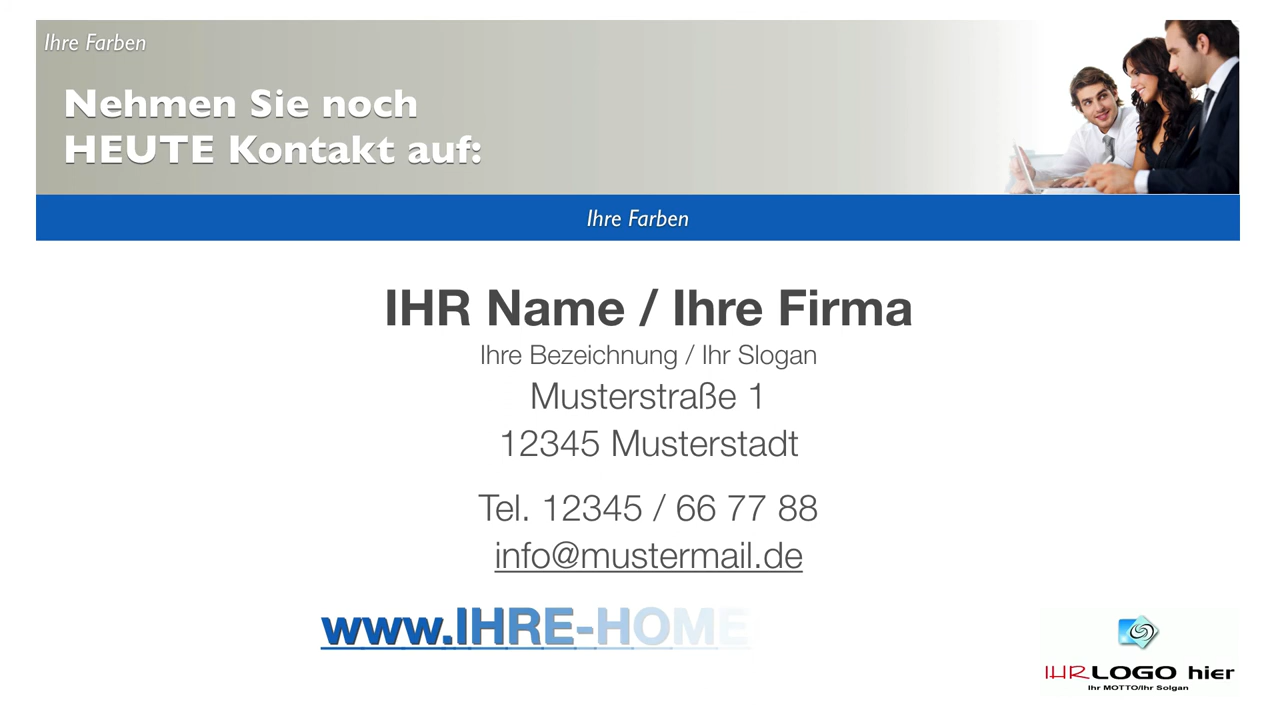 Ihre Farben
Nehmen Sie noch
HEUTE Kontakt auf:
Ihre Farben
IHR Name / Ihre Firma
Ihre Bezeichnung / Ihr Slogan
Musterstraße 1
12345 Musterstadt
Tel. 12345 / 66 77 88
info@mustermail.de
www.IHRE-HOME
IHR LOGO hier
Ihr MOTTO/Ihr Solgan